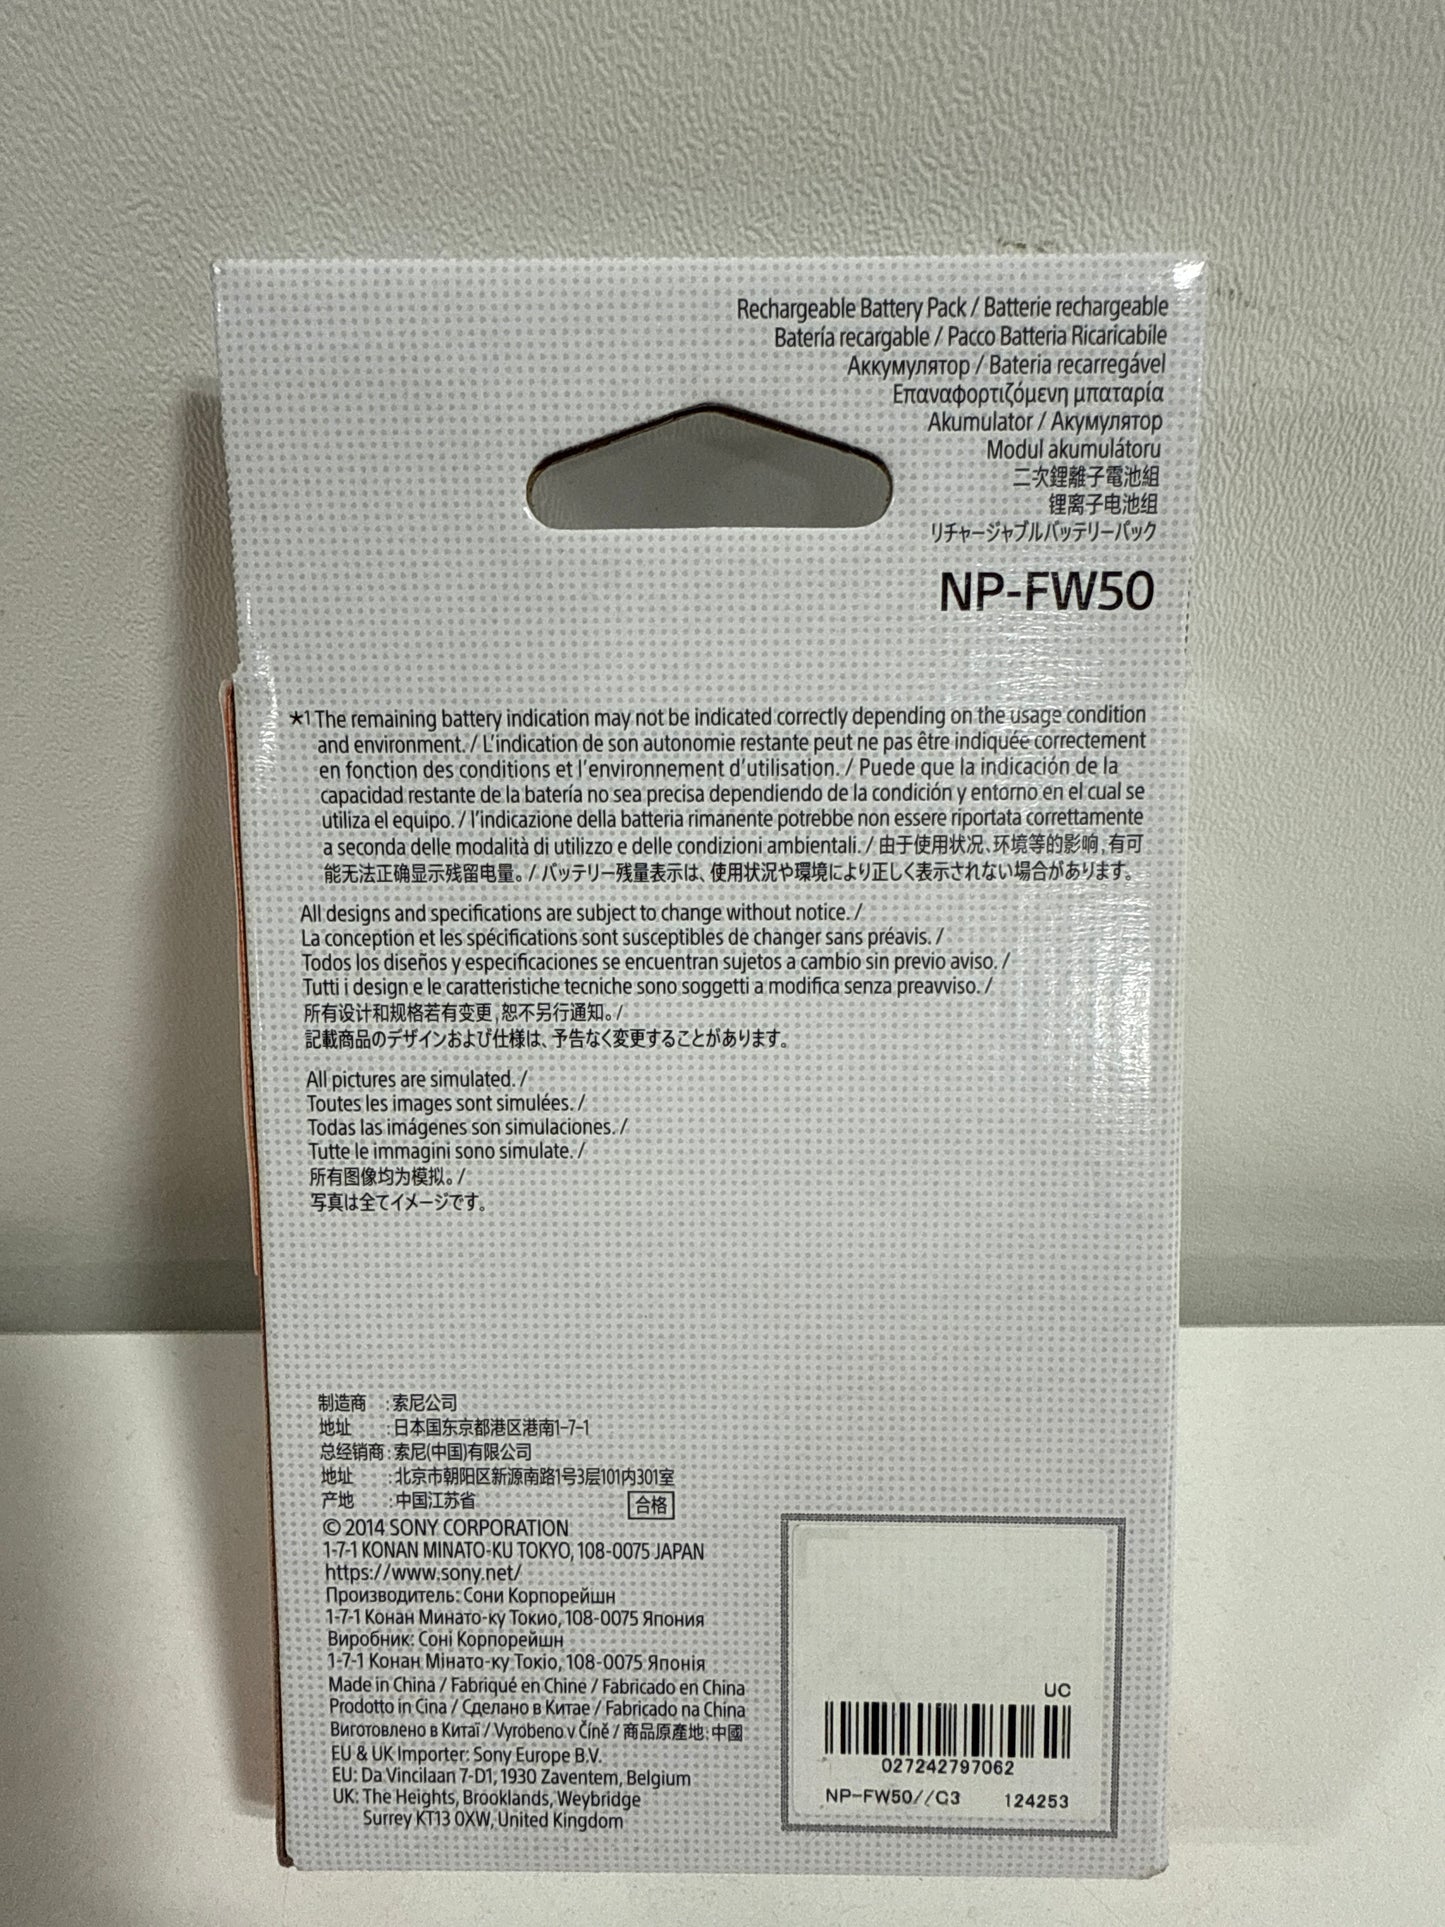 Rechargeable Battery Pack / Batterie rechargeable
Batería recargable / Pacco Batteria Ricaricabile
Аккумулятор / Bateria recarregável
Επαναφορτιζόμενη μπαταρία
Akumulator / Акумулятор
Modul akumulátoru
二次鋰離子電池組
锂离子电池组
リチャージャブルバッテリーパック
NP-FW50
*1 The remaining battery indication may not be indicated correctly depending on the usage condition
and environment. / L'indication de son autonomie restante peut ne pas être indiquée correctement
en fonction des conditions et l'environnement d'utilisation. / Puede que la indicación de la
capacidad restante de la batería no sea precisa dependiendo de la condición y entorno en el cual se
utiliza el equipo. / l'indicazione della batteria rimanente potrebbe non essere riportata correttamente
a seconda delle modalità di utilizzo e delle condizioni ambientali. / 由于使用状况、环境等的影响,有可
能无法正确显示残留电量。/ バッテリー残量表示は、使用状況や環境により正しく表示されない場合があります。
All designs and specifications are subject to change without notice. /
La conception et les spécifications sont susceptibles de changer sans préavis. /
Todos los diseños y especificaciones se encuentran sujetos a cambio sin previo aviso. /
Tutti i design e le caratteristiche tecniche sono soggetti a modifica senza preavviso. /
所有设计和规格若有变更,恕不另行通知。/
記載商品のデザインおよび仕様は、予告なく変更することがあります。
All pictures are simulated. /
Toutes les images sont simulées. /
Todas las imágenes son simulaciones. /
Tutte le immagini sono simulate. /
所有图像均为模拟。/
写真は全てイメージです。
制造商 :索尼公司
地址 :日本国东京都港区港南1-7-1
总经销商:索尼(中国)有限公司
地址 :北京市朝阳区新源南路1号3层101内301室
产地 :中国江苏省
合格
© 2014 SONY CORPORATION
1-7-1 KONAN MINATO-KU TOKYO, 108-0075 JAPAN
https://www.sony.net/
Производитель: Сони Корпорейшн
1-7-1 Конан Минато-ку Токио, 108-0075 Япония
Виробник: Соні Корпорейшн
1-7-1 Конан Мінато-ку Токіо, 108-0075 Японія
Made in China / Fabriqué en Chine / Fabricado en China
Prodotto in Cina / Сделано в Китае / Fabricado na China
Виготовлено в Китаї / Vyrobeno v Číně / 商品原產地:中國
EU & UK Importer: Sony Europe B.V.
EU: Da Vincilaan 7-D1, 1930 Zaventem, Belgium
UK: The Heights, Brooklands, Weybridge
Surrey KT13 0XW, United Kingdom
UC
027242797062
NP-FW50//C3 124253